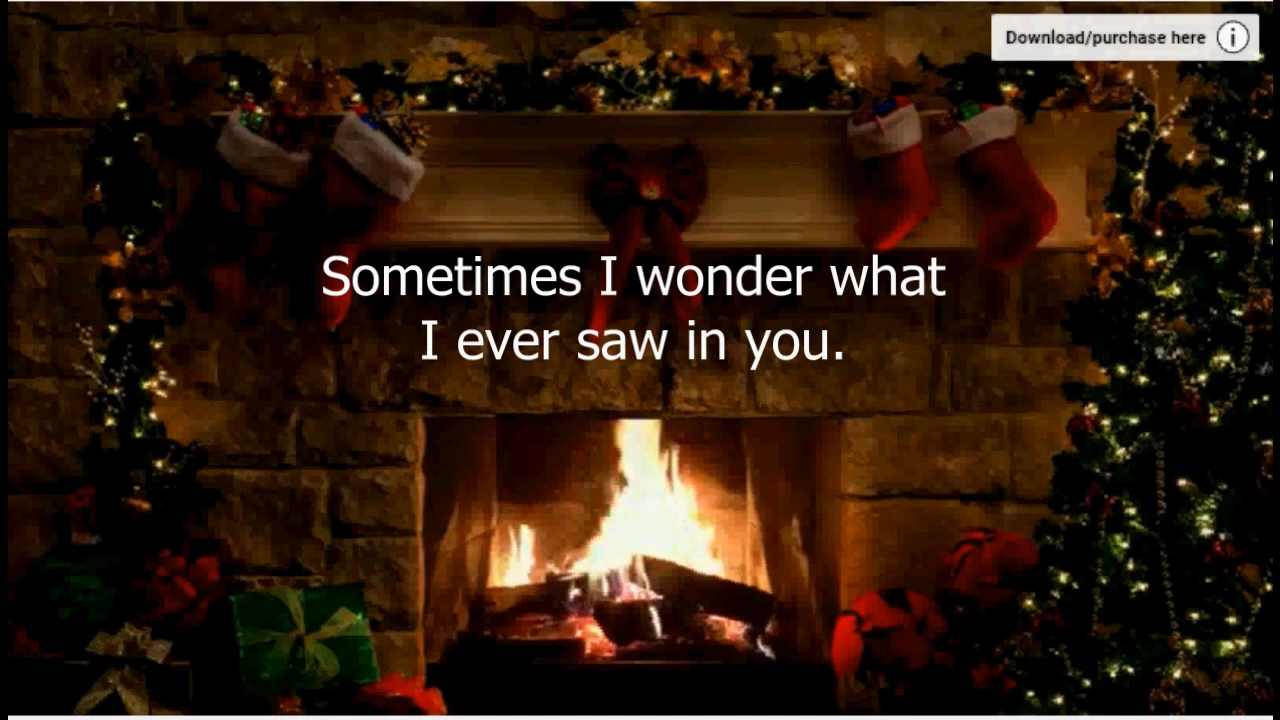 Download/purchase here
Sometimes I wonder what
I ever saw in you.